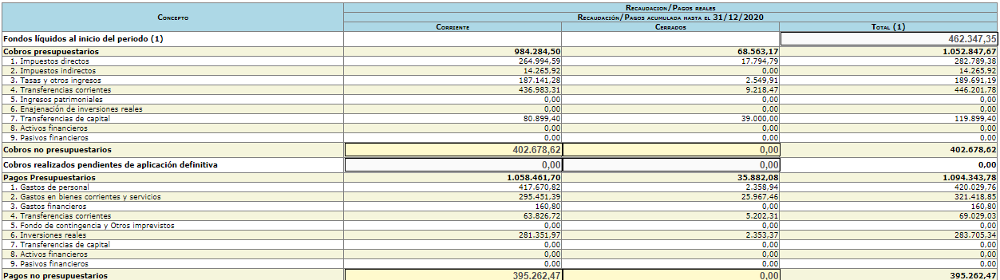 Concepto
Recaudacion/Pagos reales
Recaudación/Pagos acumulada hasta el 31/12/2020
Corriente Cerrados Total (1)
Fondos líquidos al inicio del periodo (1) 462.347,35
Cobros presupuestarios 984.284,50 68.563,17 1.052.847,67
1. Impuestos directos 264.994,59 17.794,79 282.789,38
2. Impuestos indirectos 14.265,92 0,00 14.265,92
3. Tasas y otros ingresos 187.141,28 2.549,91 189.691,19
4. Transferencias corrientes 436.983,31 9.218,47 446.201,78
5. Ingresos patrimoniales 0,00 0,00 0,00
6. Enajenación de inversiones reales 0,00 0,00 0,00
7. Transferencias de capital 80.899,40 39.000,00 119.899,40
8. Activos financieros 0,00 0,00 0,00
9. Pasivos financieros 0,00 0,00 0,00
Cobros no presupuestarios 402.678,62 0,00 402.678,62
Cobros realizados pendientes de aplicación definitiva 0,00 0,00 0,00
Pagos Presupuestarios 1.058.461,70 35.882,08 1.094.343,78
1. Gastos de personal 417.670,82 2.358,94 420.029,76
2. Gastos en bienes corrientes y servicios 295.451,39 25.967,46 321.418,85
3. Gastos financieros 160,80 0,00 160,80
4. Transferencias corrientes 63.826,72 5.202,31 69.029,03
5. Fondo de contingencia y Otros imprevistos 0,00 0,00 0,00
6. Inversiones reales 281.351,97 2.353,37 283.705,34
7. Transferencias de capital 0,00 0,00 0,00
8. Activos financieros 0,00 0,00 0,00
9. Pasivos financieros 0,00 0,00 0,00
Pagos no presupuestarios 395.262,47 0,00 395.262,47